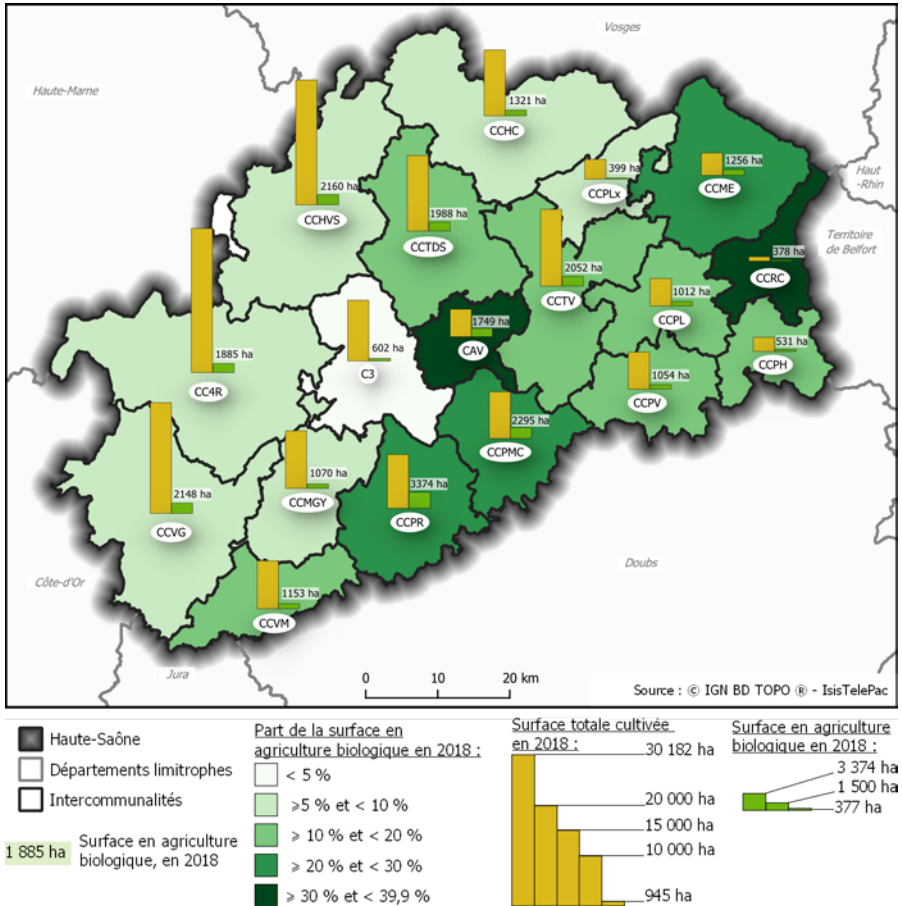 Vosges
Haute-Marne
1321 ha
CCHC
2160 ha
CCHVS
399 ha
CCPLx
1256 ha
CCME
Haut
-Rhin
1988 ha
CCTDS
Territoire
de Belfort
378 ha
CCRC
2052 ha
CCTV
1012 ha
CCPL
1749 ha
CAV
531 ha
CCPH
602 ha
C3
1885 ha
CC4R
1054 ha
CCPV
2295 ha
CCPMC
1070 ha
CCMGY
3374 ha
CCPR
2148 ha
CCVG
Doubs
Côte-d'Or
1153 ha
CCVM
Jura
0 10 20 km
Source : © IGN BD TOPO ® - IsisTelePac
Haute-Saône
Départements limitrophes
Intercommunalités
1 885 ha
Surface en agriculture
biologique, en 2018
Part de la surface en
agriculture biologique en 2018 :
< 5 %
≥5 % et < 10 %
≥ 10 % et < 20 %
≥ 20 % et < 30 %
≥ 30 % et < 39,9 %
Surface totale cultivée
en 2018 :
30 182 ha
20 000 ha
15 000 ha
10 000 ha
945 ha
Surface en agriculture
biologique en 2018 :
3 374 ha
1 500 ha
377 ha